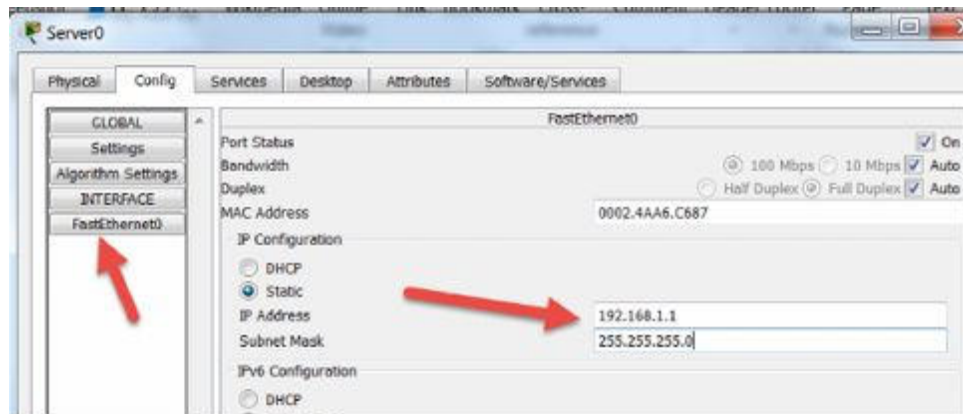 Server0
Physical Config Services Desktop Attributes Software/Services
GLOBAL
Settings
Algorithm Settings
INTERFACE
FastEthernet0
FastEthernet0
Port Status On
Bandwidth 100 Mbps 10 Mbps Auto
Duplex Half Duplex Full Duplex Auto
MAC Address 0002.4AA6.C687
IP Configuration
DHCP
Static
IP Address 192.168.1.1
Subnet Mask 255.255.255.0
IPv6 Configuration
DHCP